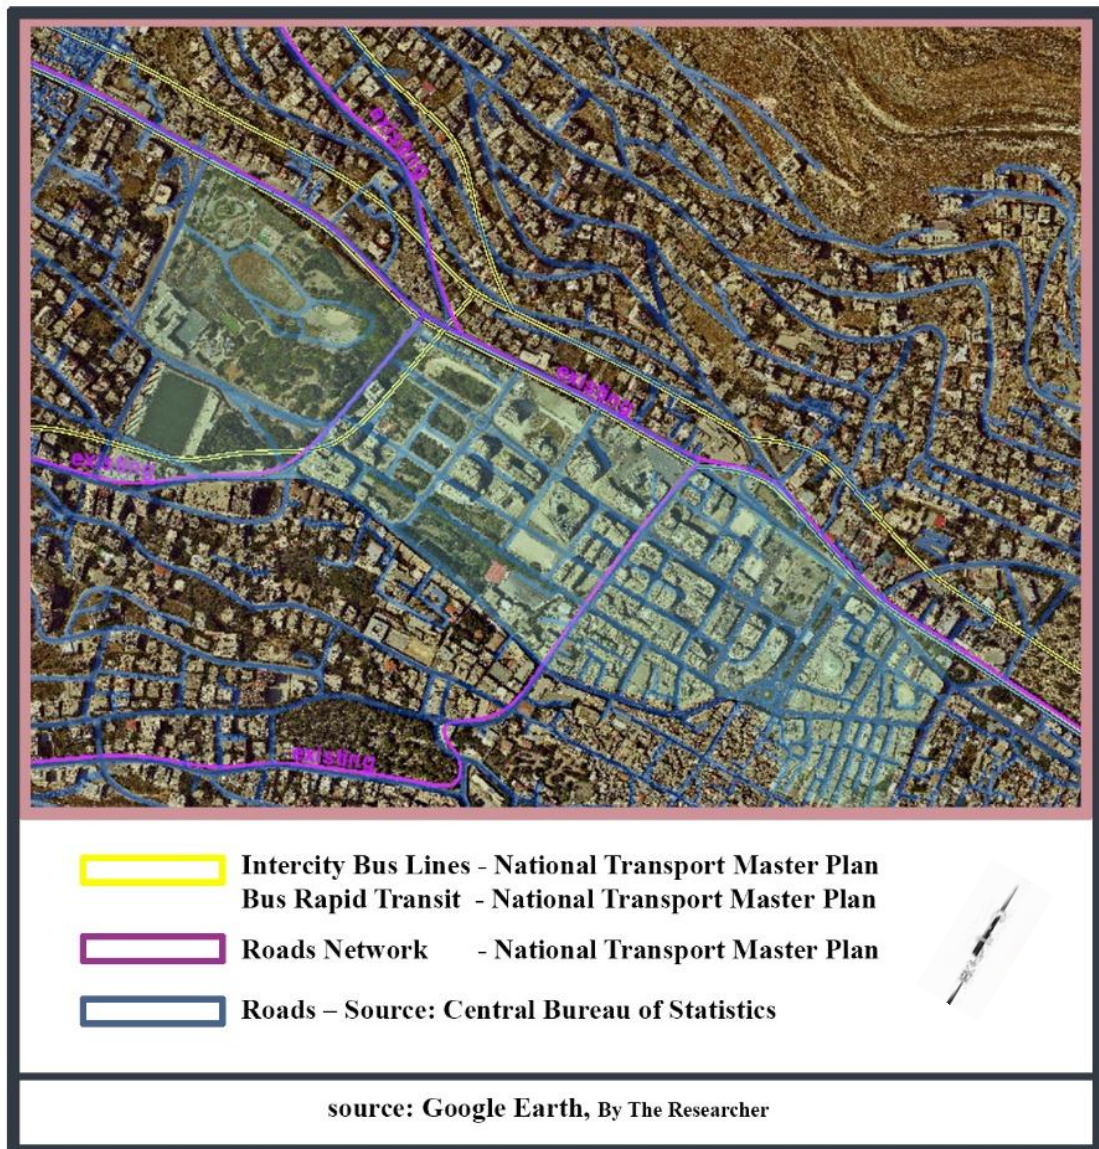 existing
existing
existing
existing
Intercity Bus Lines - National Transport Master Plan
Bus Rapid Transit - National Transport Master Plan
Roads Network - National Transport Master Plan
Roads – Source: Central Bureau of Statistics
source: Google Earth, By The Researcher